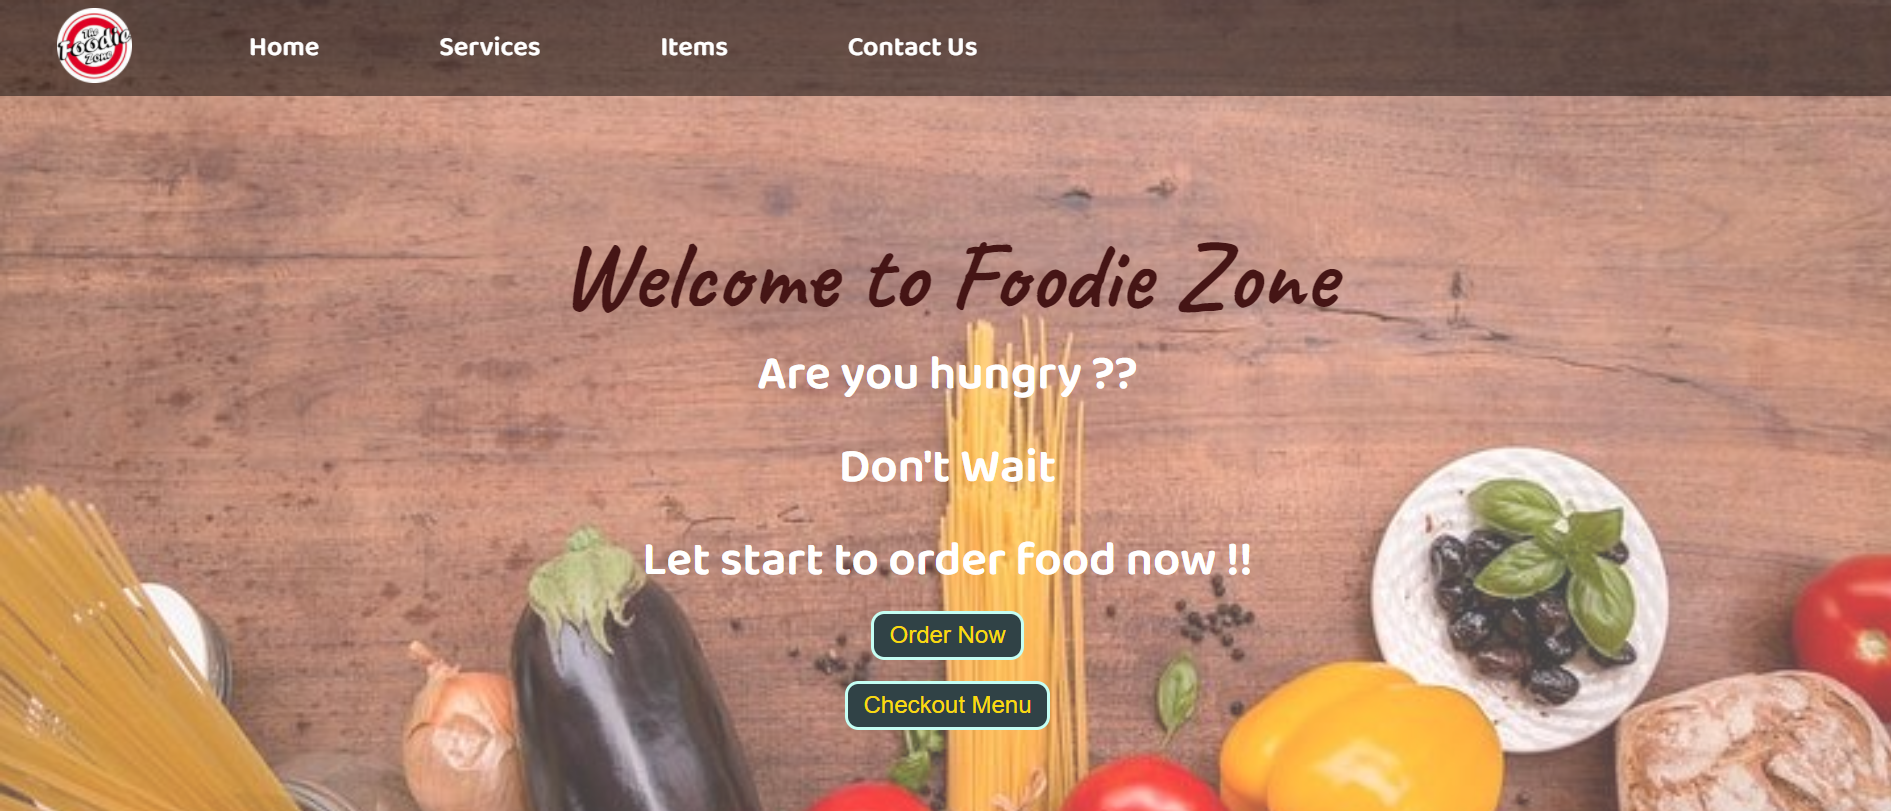 The
Foodie
Zone
Home
Services
Items
Contact Us
Welcome to Foodie Zone
Are you hungry ??
Don't Wait
Let start to order food now !!
Order Now
Checkout Menu